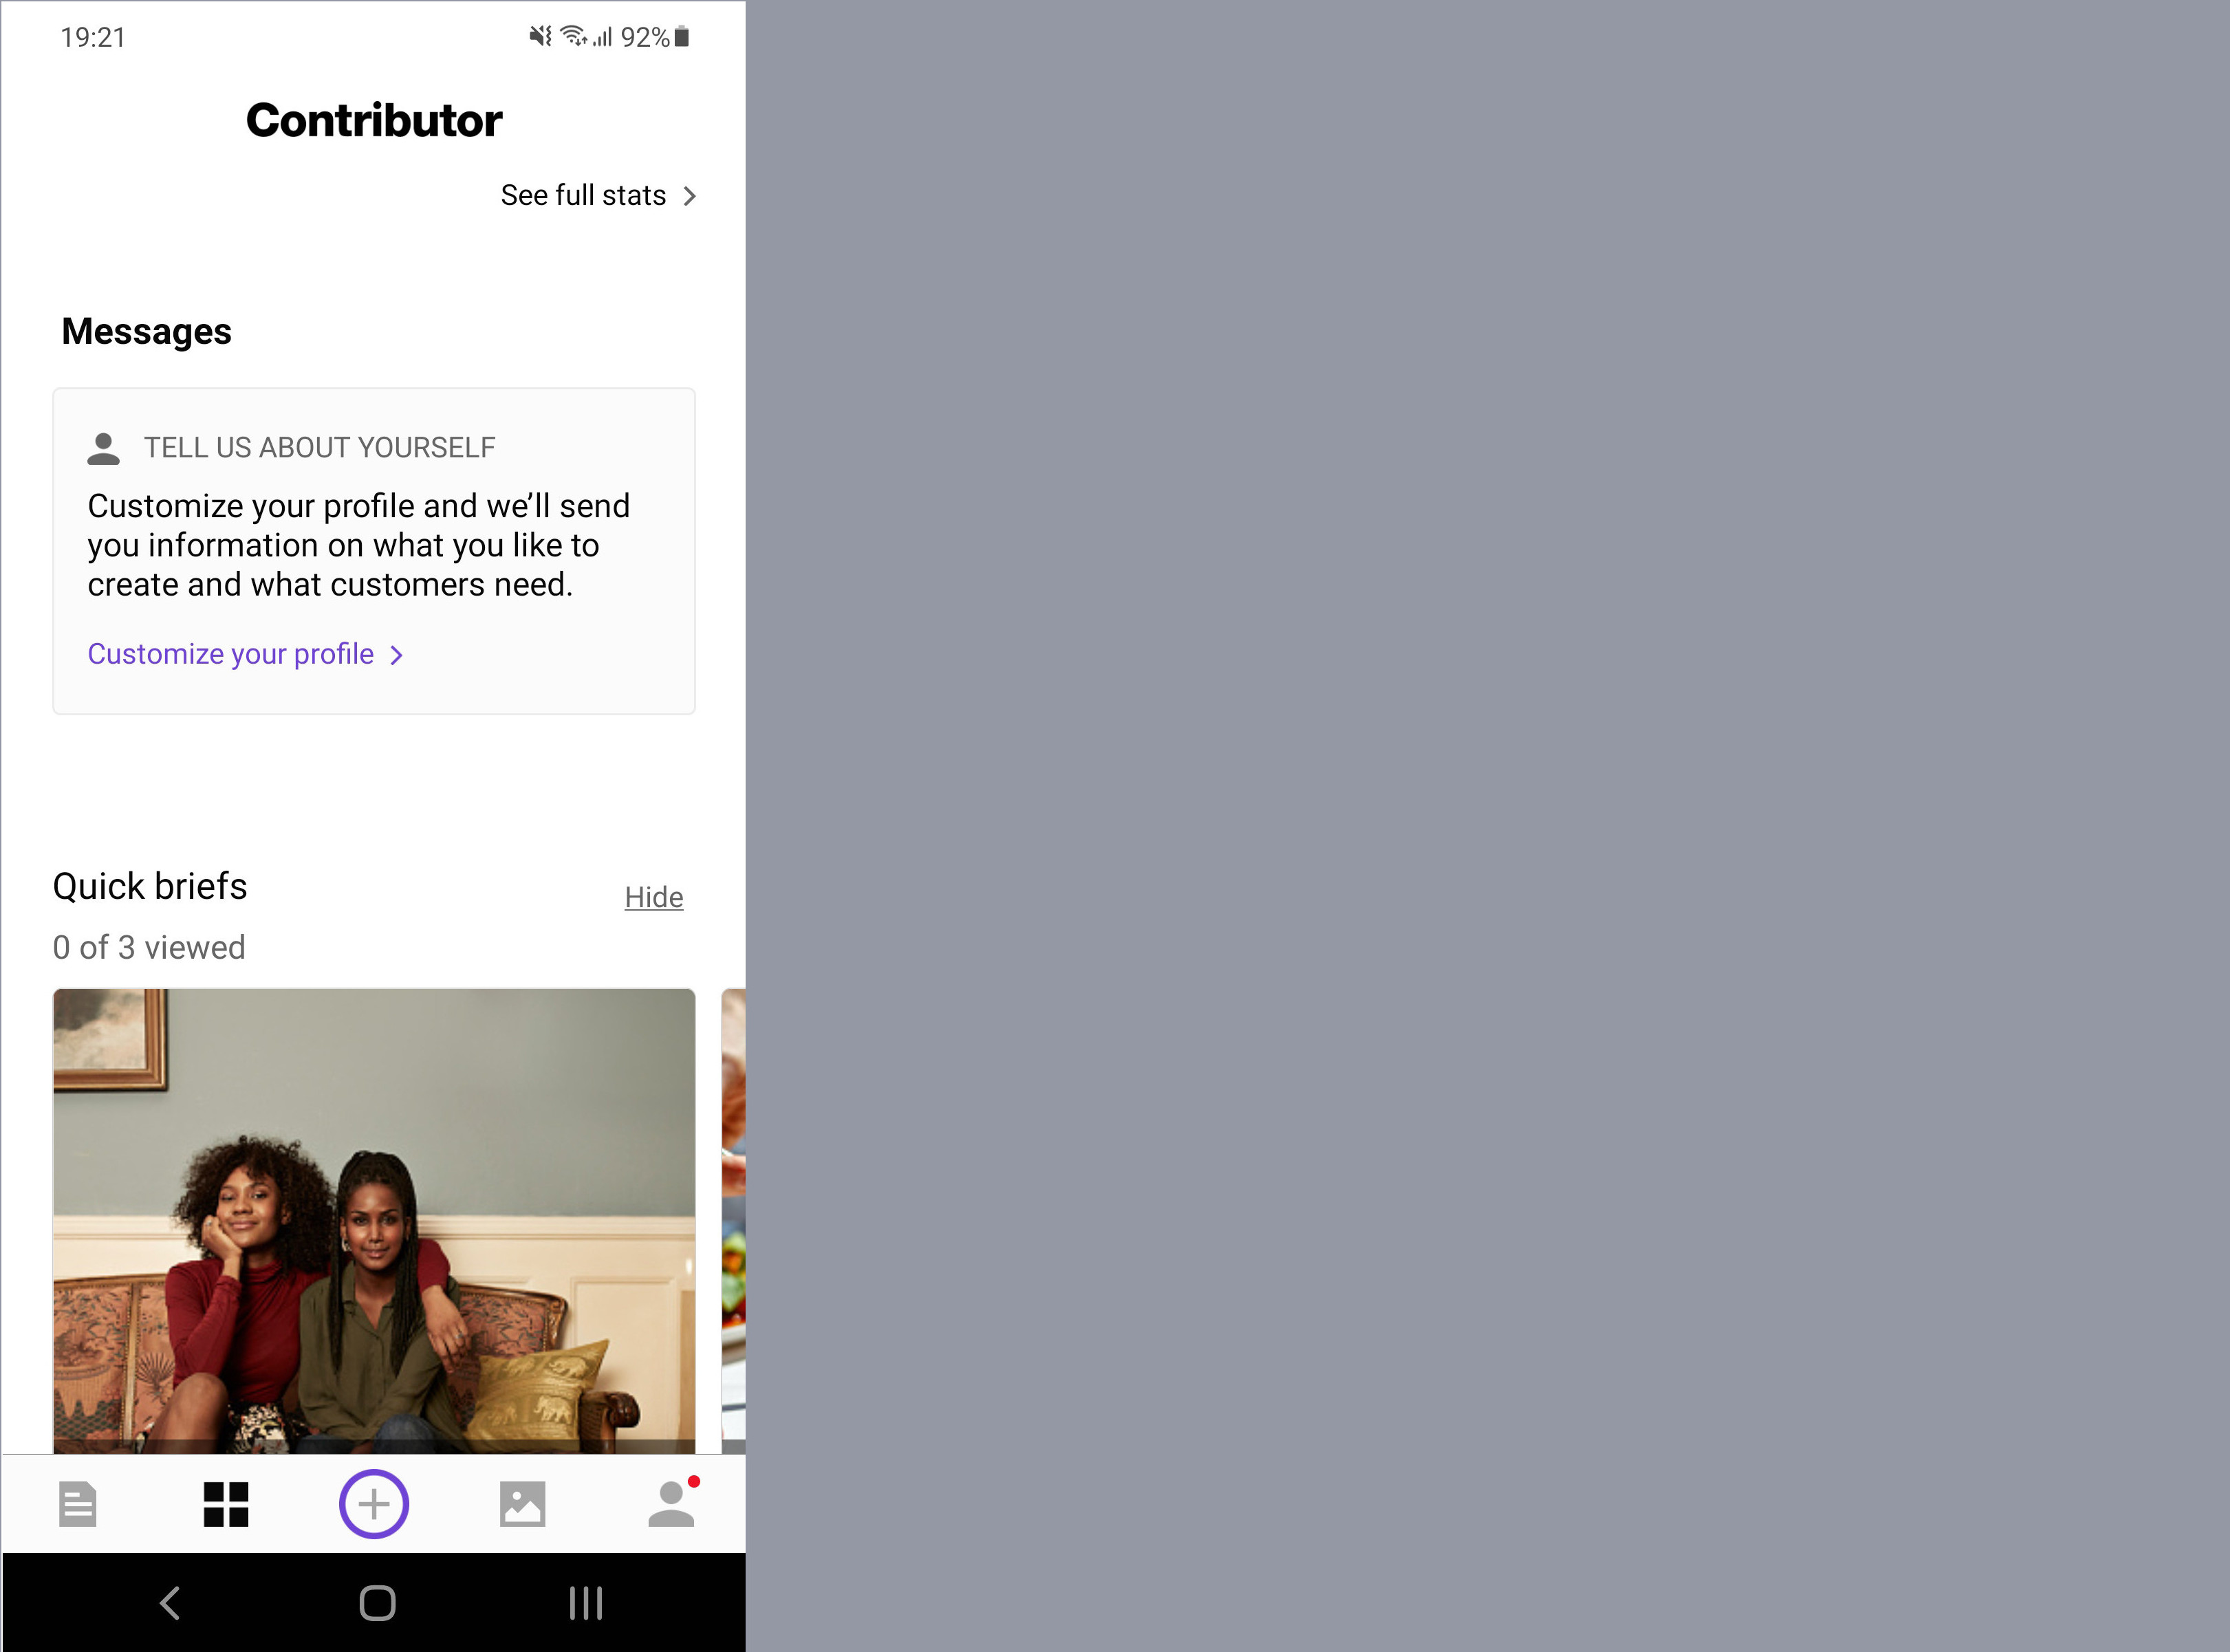 19:21
92%
Contributor
See full stats
Messages
TELL US ABOUT YOURSELF
Customize your profile and we’ll send
you information on what you like to
create and what customers need.
Customize your profile
Quick briefs
Hide
0 of 3 viewed